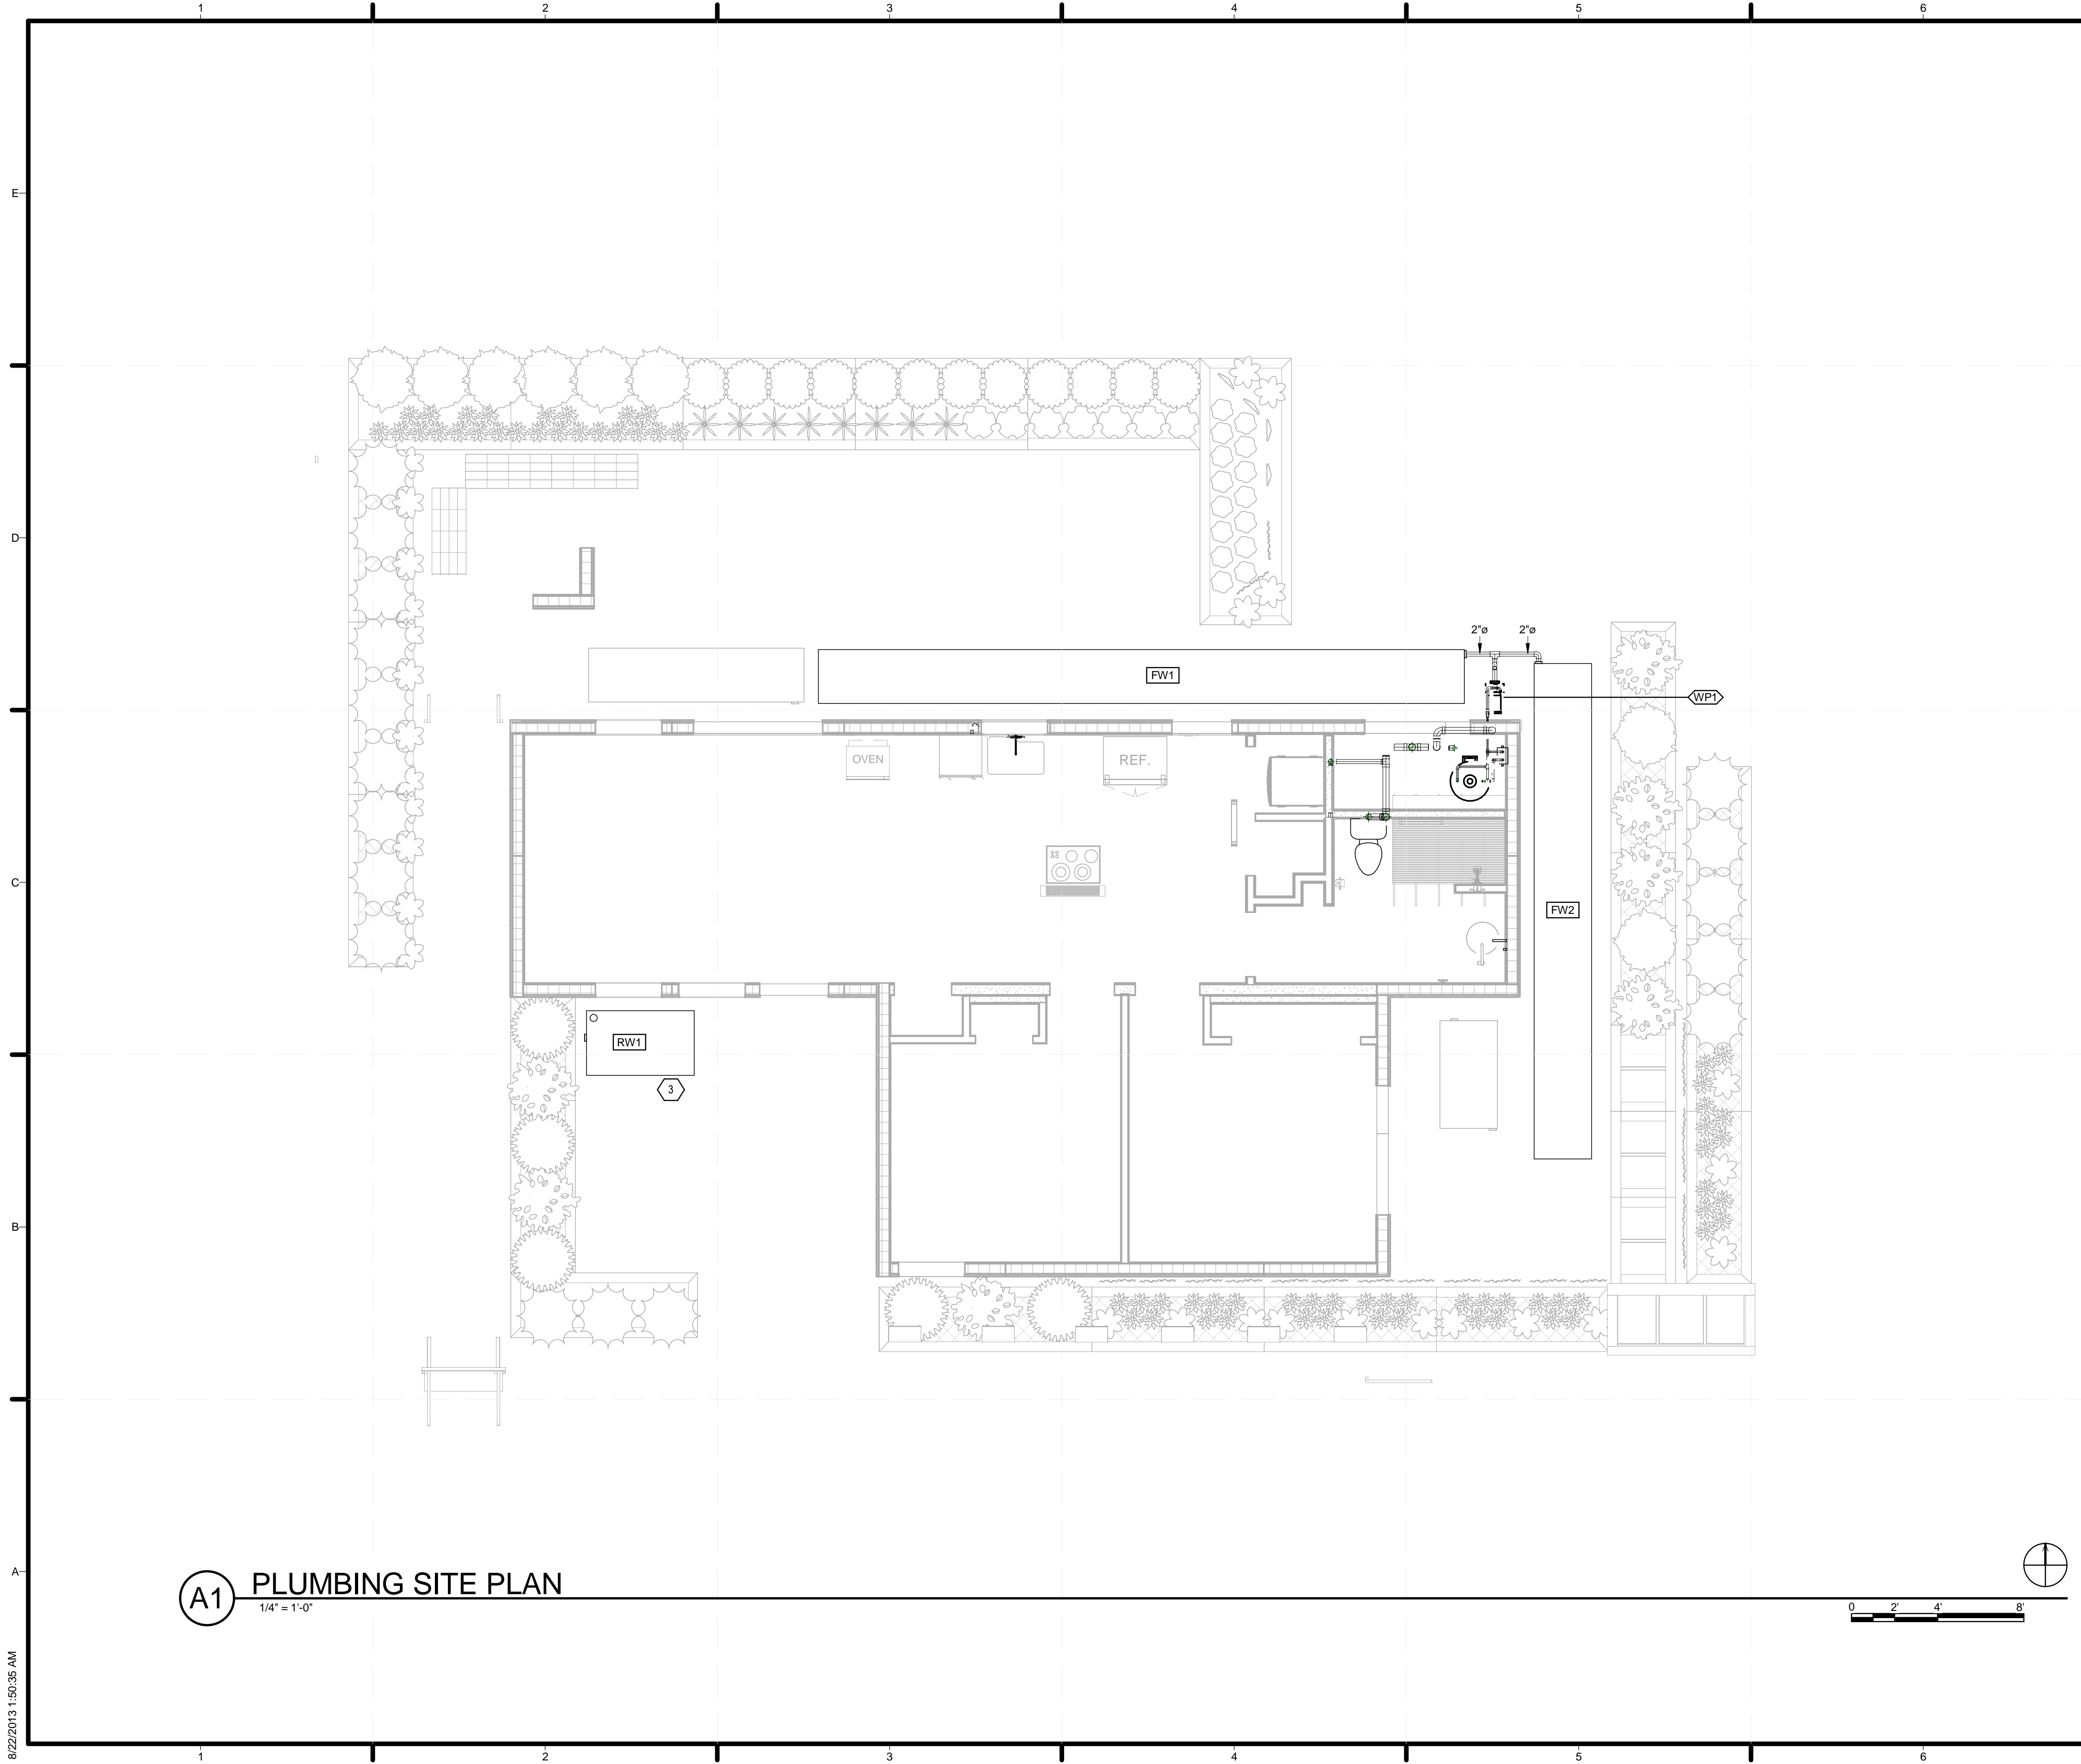 1 2 3 4 5 6
E
D
2"ø 2"ø
FW1
WP1
OVEN
REF.
C
FW2
RW1
3
B
A
A1 PLUMBING SITE PLAN
1/4" = 1'-0"
0 2' 4' 8'
8/22/2013 1:50:35 AM
1 2 3 4 5 6